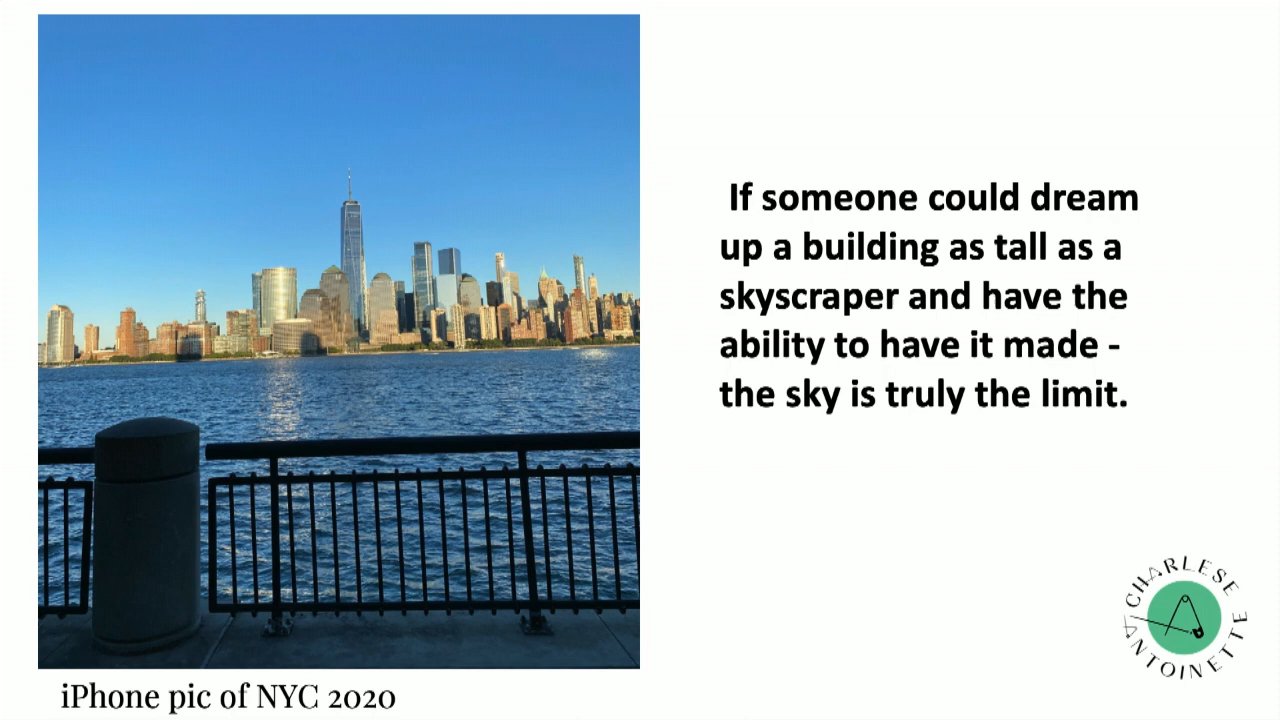 If someone could dream
up a building as tall as a
skyscraper and have the
ability to have it made -
the sky is truly the limit.
CHARLESE
ANTOINETTE
iPhone pic of NYC 2020